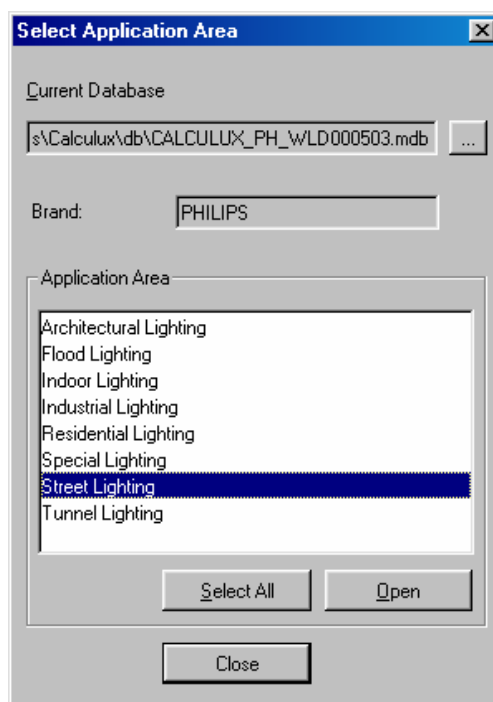 Select Application Area
Current Database
s\Calculux\db\CALCULUX_PH_WLD000503.mdb ...
Brand: PHILIPS
Application Area
Architectural Lighting
Flood Lighting
Indoor Lighting
Industrial Lighting
Residential Lighting
Special Lighting
Street Lighting
Tunnel Lighting
Select All Open
Close